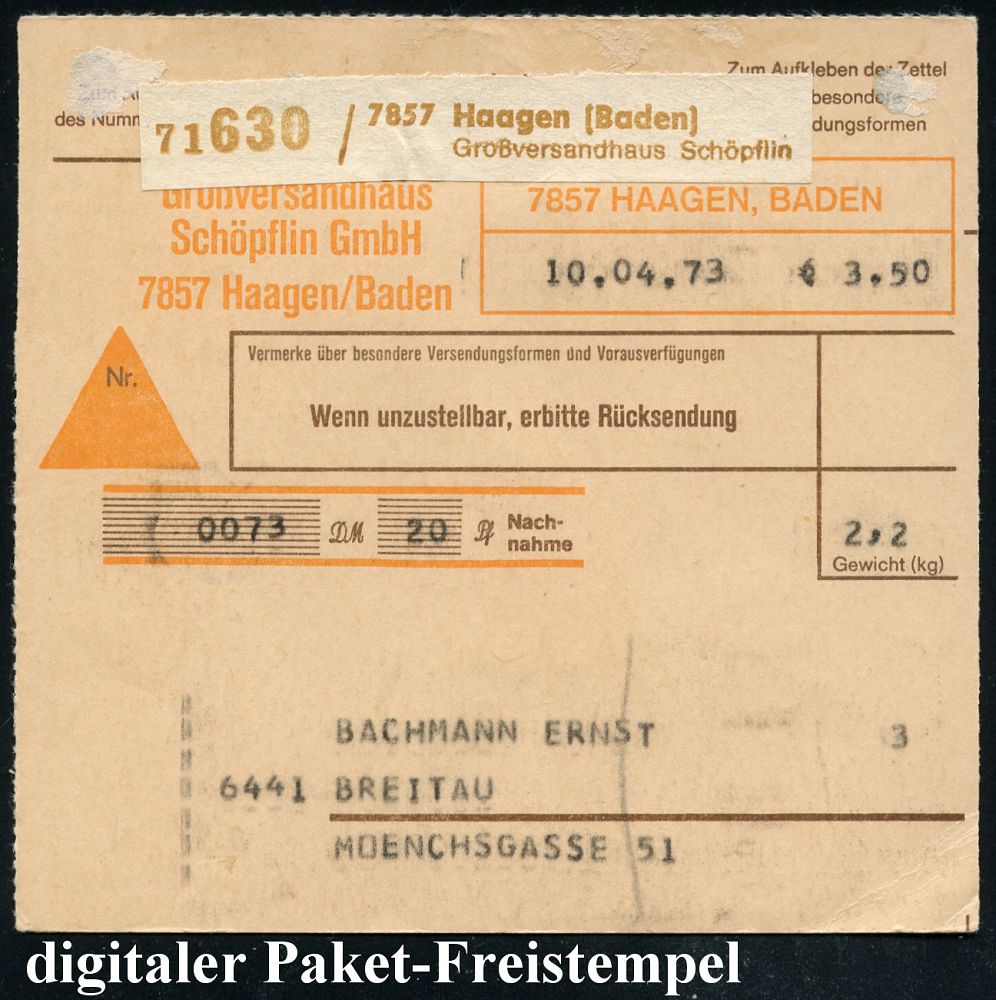 Zum Aufkleben der Zettel
besondere
des Numm
dungsformen
71630 / 7857 Haagen (Baden)
Großversandhaus Schöpflin
Großversandhaus
Schöpflin GmbH
7857 Haagen/Baden
7857 HAAGEN, BADEN
10.04.73 3.50
Nr.
Vermerke über besondere Versendungsformen und Vorausverfügungen
Wenn unzustellbar, erbitte Rücksendung
0073 DM 20 Pf Nach-
nahme
2,2
Gewicht (kg)
BACHMANN ERNST 3
6441 BREITAU
MOENCHSGASSE 51
digitaler Paket-Freistempel